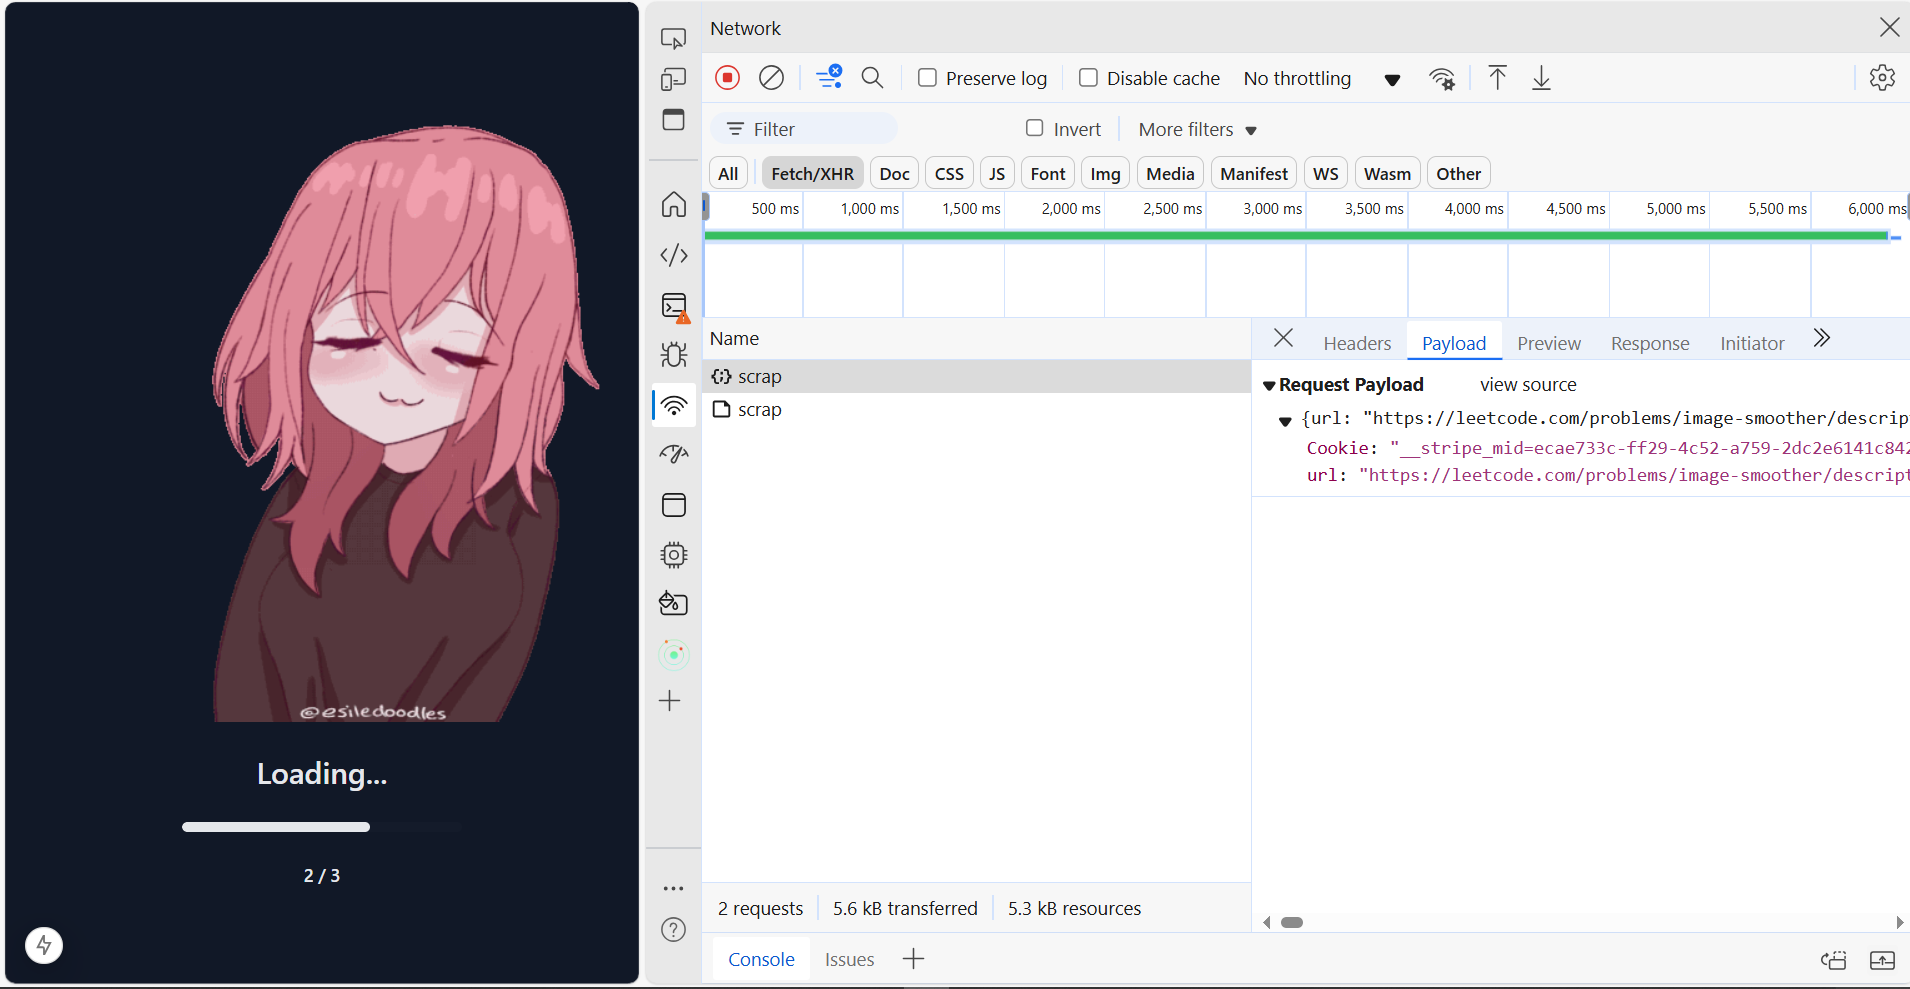 @esiledoodles
Loading...
2 / 3
Network
Preserve log
Disable cache
No throttling
Filter
Invert
More filters
All
Fetch/XHR
Doc
CSS
JS
Font
Img
Media
Manifest
WS
Wasm
Other
500 ms
1,000 ms
1,500 ms
2,000 ms
2,500 ms
3,000 ms
3,500 ms
4,000 ms
4,500 ms
5,000 ms
5,500 ms
6,000 ms
Name
scrap
scrap
2 requests
5.6 kB transferred
5.3 kB resources
Headers
Payload
Preview
Response
Initiator
Request Payload view source
{url: "https://leetcode.com/problems/image-smoother/descrip
Cookie: "__stripe_mid=ecae733c-ff29-4c52-a759-2dc2e6141c842
url: "https://leetcode.com/problems/image-smoother/descript
Console
Issues